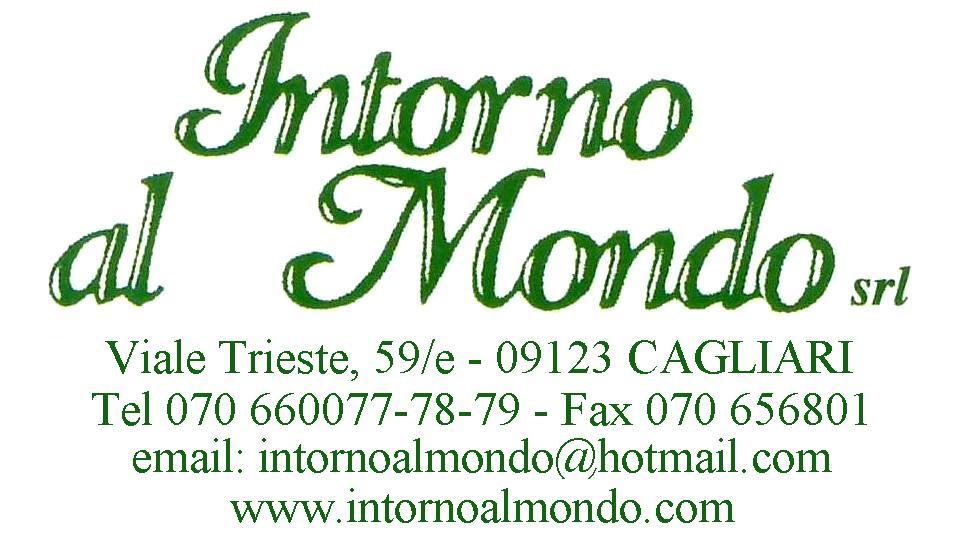 Intorno
al Mondo srl
Viale Trieste, 59/e - 09123 CAGLIARI
Tel 070 660077-78-79 - Fax 070 656801
email: intornoalmondo@hotmail.com
www.intornoalmondo.com